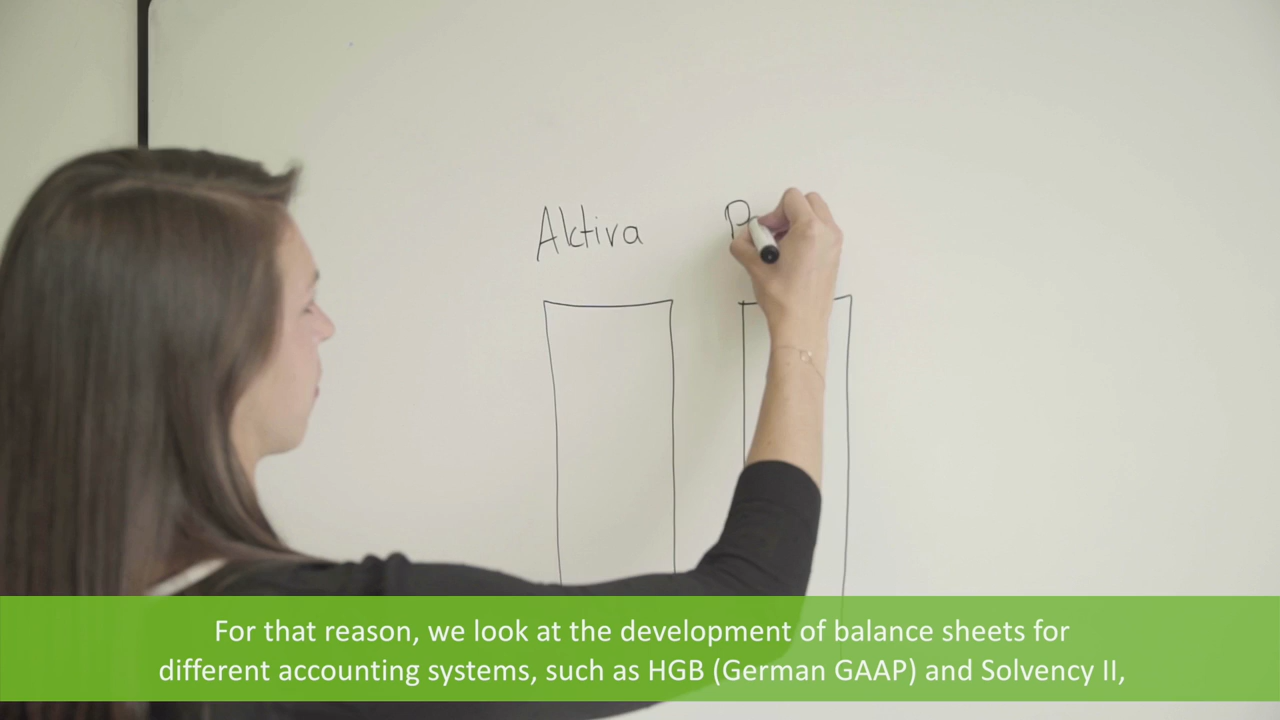 Aktiva P
For that reason, we look at the development of balance sheets for
different accounting systems, such as HGB (German GAAP) and Solvency II,